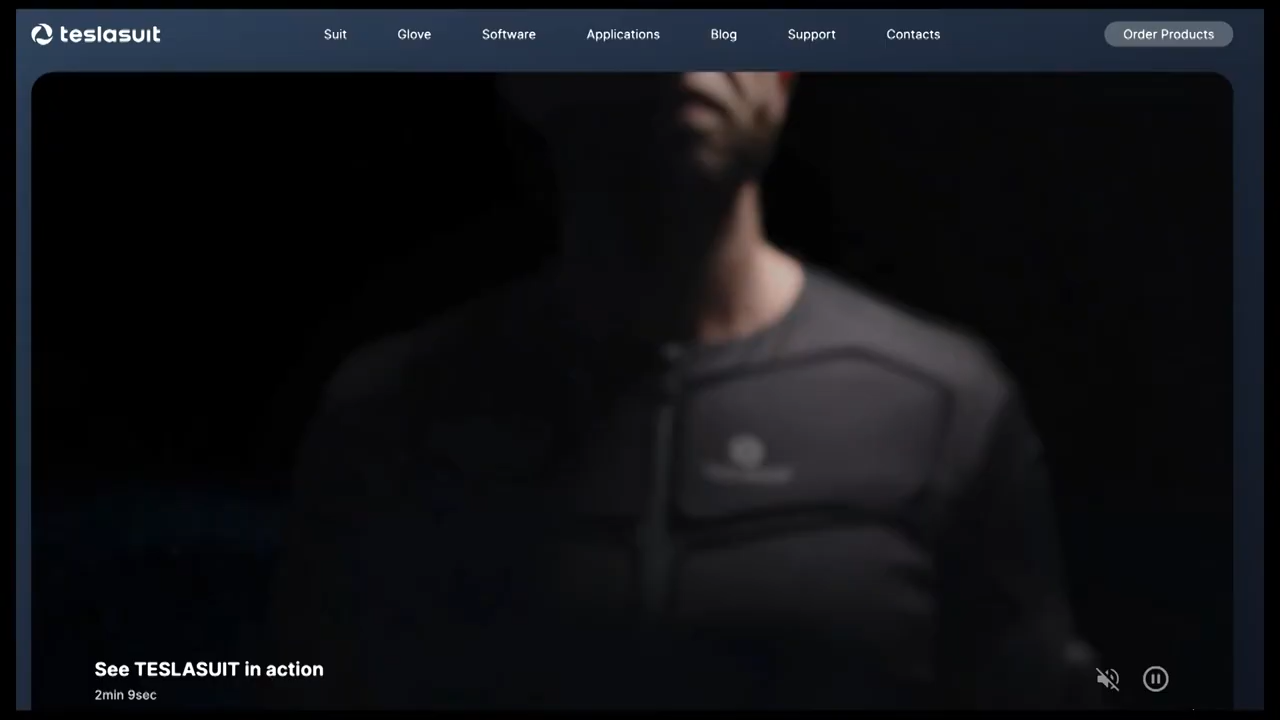 teslasuit
Suit
Glove
Software
Applications
Blog
Support
Contacts
Order Products
See TESLASUIT in action
2min 9sec